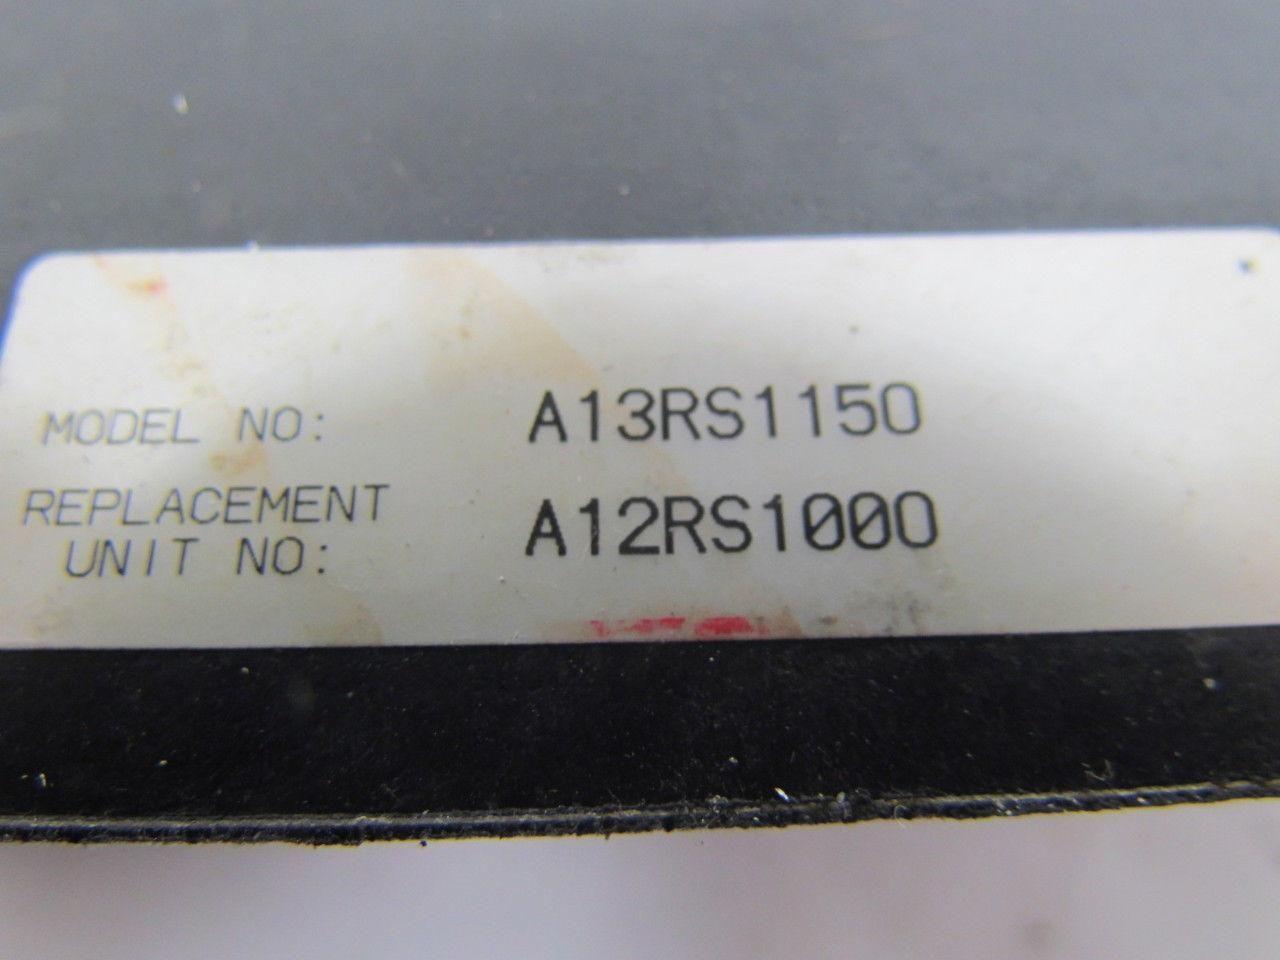 MODEL NO: A13RS1150
REPLACEMENT
UNIT NO: A12RS1000